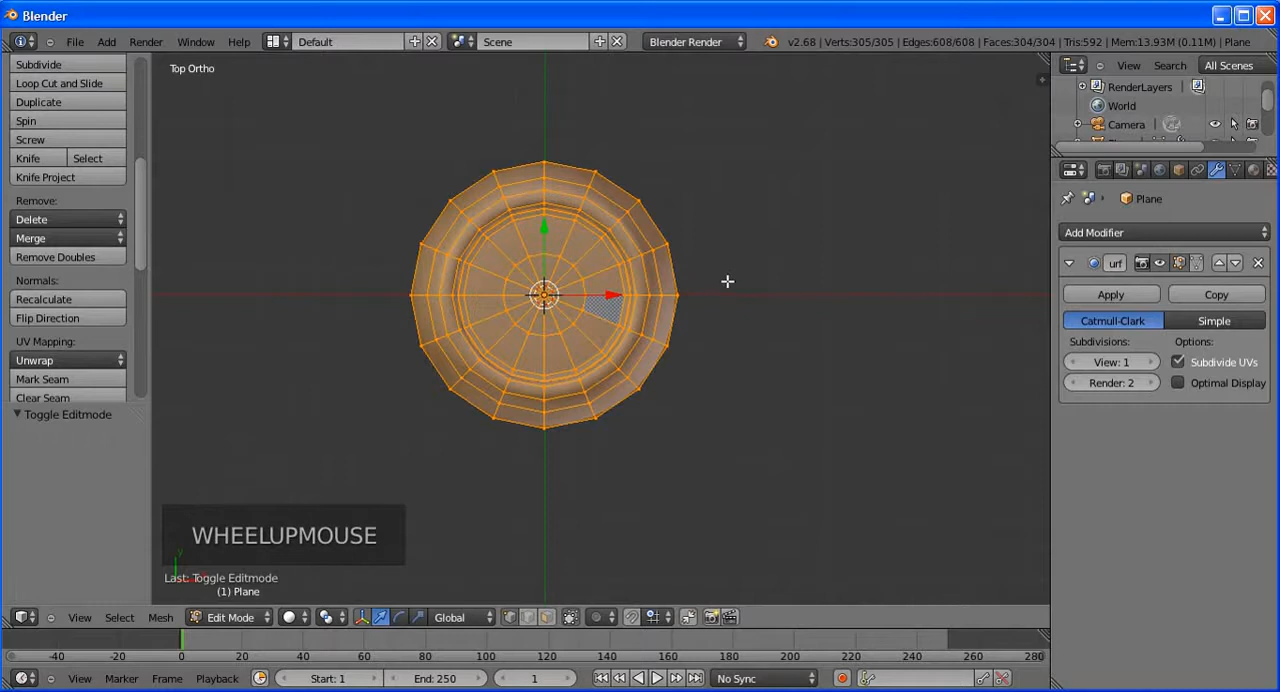 Blender
File Add Render Window Help Default Scene Blender Render v2.68 | Verts:305/305 | Edges:608/608 | Faces:304/304 | Tris:592 | Mem:13.93M (0.11M) | Plane
Subdivide
Loop Cut and Slide
Duplicate
Spin
Screw
Knife Select
Knife Project
Remove:
Delete
Merge
Remove Doubles
Normals:
Recalculate
Flip Direction
UV Mapping:
Unwrap
Mark Seam
Clear Seam
Toggle Editmode
Top Ortho
WHEELUPMOUSE
Last: Toggle Editmode
(1) Plane
View Search All Scenes
RenderLayers
World
Camera
Plane
Add Modifier
urf
Apply Copy
Catmull-Clark Simple
Subdivisions: Options:
View: 1 Subdivide UVs
Render: 2 Optimal Display
View Select Mesh Edit Mode Global
-40 -20 0 20 40 60 80 100 120 140 160 180 200 220 240 260 280
View Marker Frame Playback Start: 1 End: 250 1 No Sync